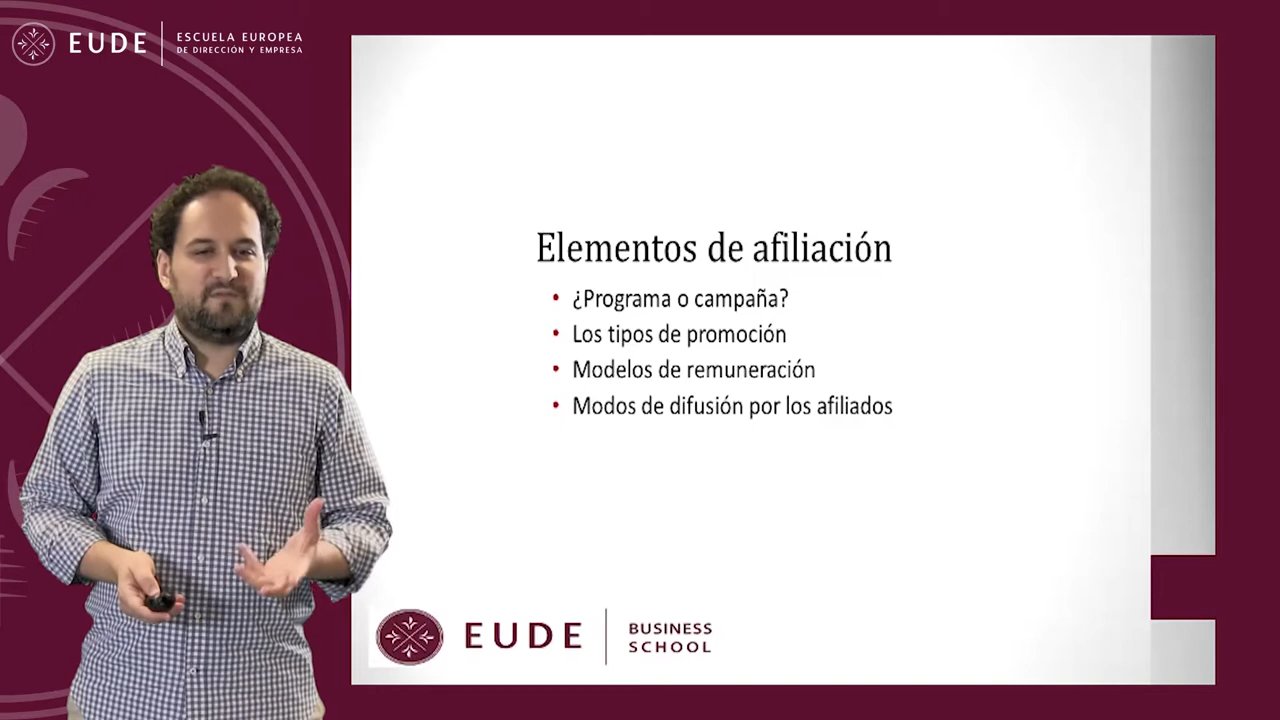 EUDE
ESCUELA EUROPEA
DE DIRECCIÓN Y EMPRESA
Elementos de afiliación
• ¿Programa o campaña?
• Los tipos de promoción
• Modelos de remuneración
• Modos de difusión por los afiliados
EUDE
BUSINESS
SCHOOL